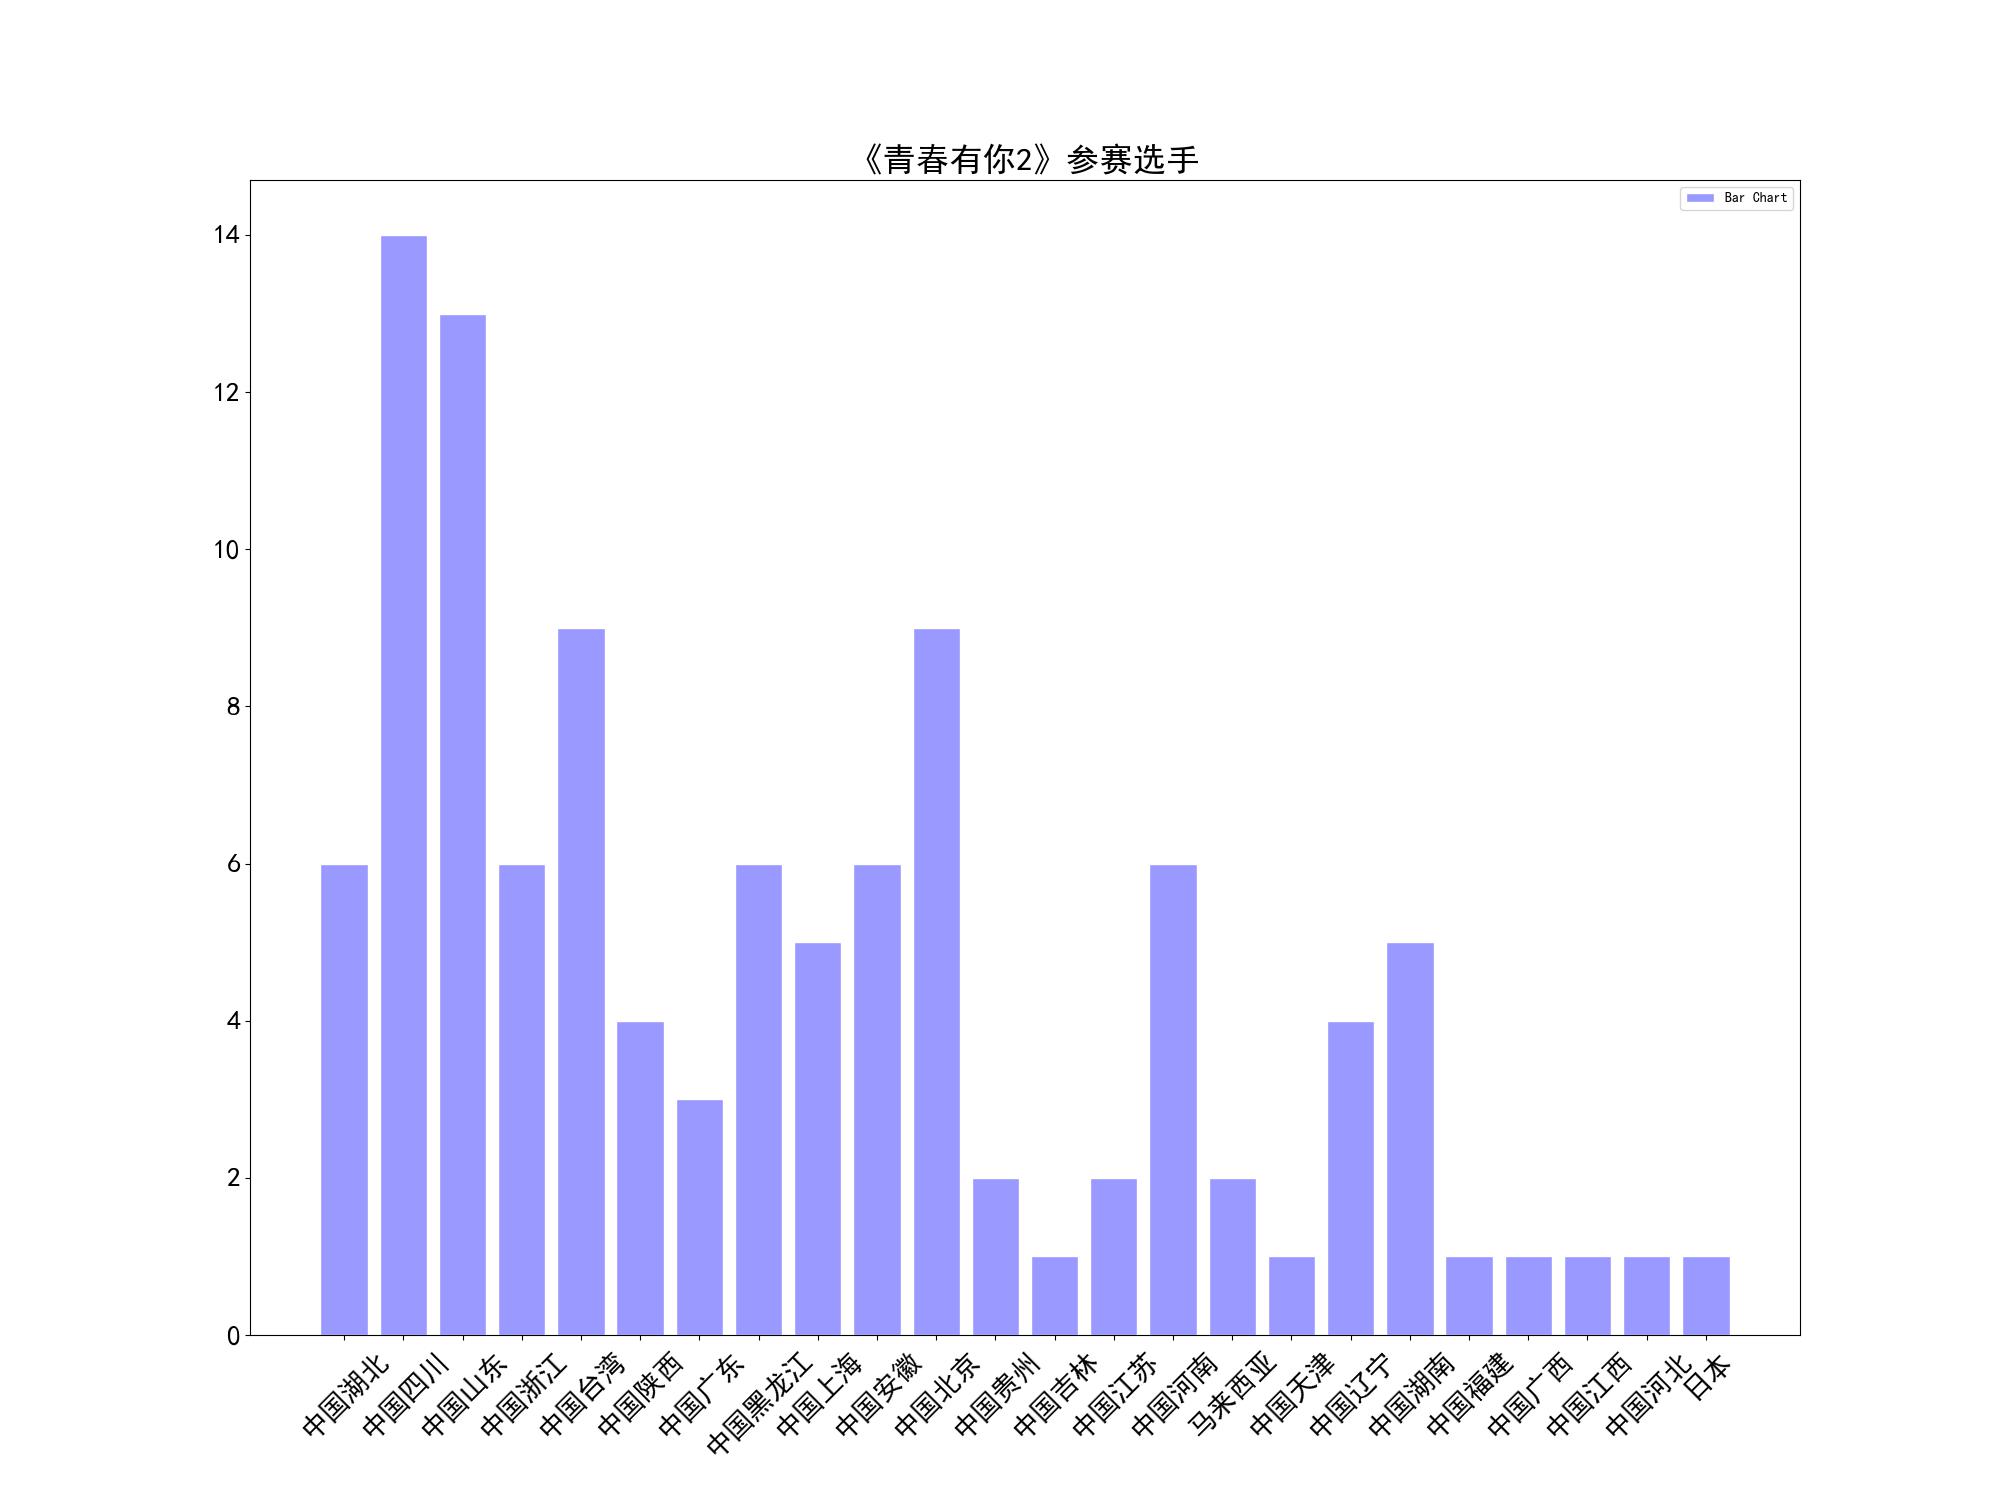 《青春有你2》参赛选手
Bar Chart
14
12
10
8
6
4
2
0
中国湖北
中国四川
中国山东
中国浙江
中国台湾
中国陕西
中国广东
中国黑龙江
中国上海
中国安徽
中国北京
中国贵州
中国吉林
中国江苏
中国河南
马来西亚
中国天津
中国辽宁
中国湖南
中国福建
中国广西
中国江西
中国河北
日本